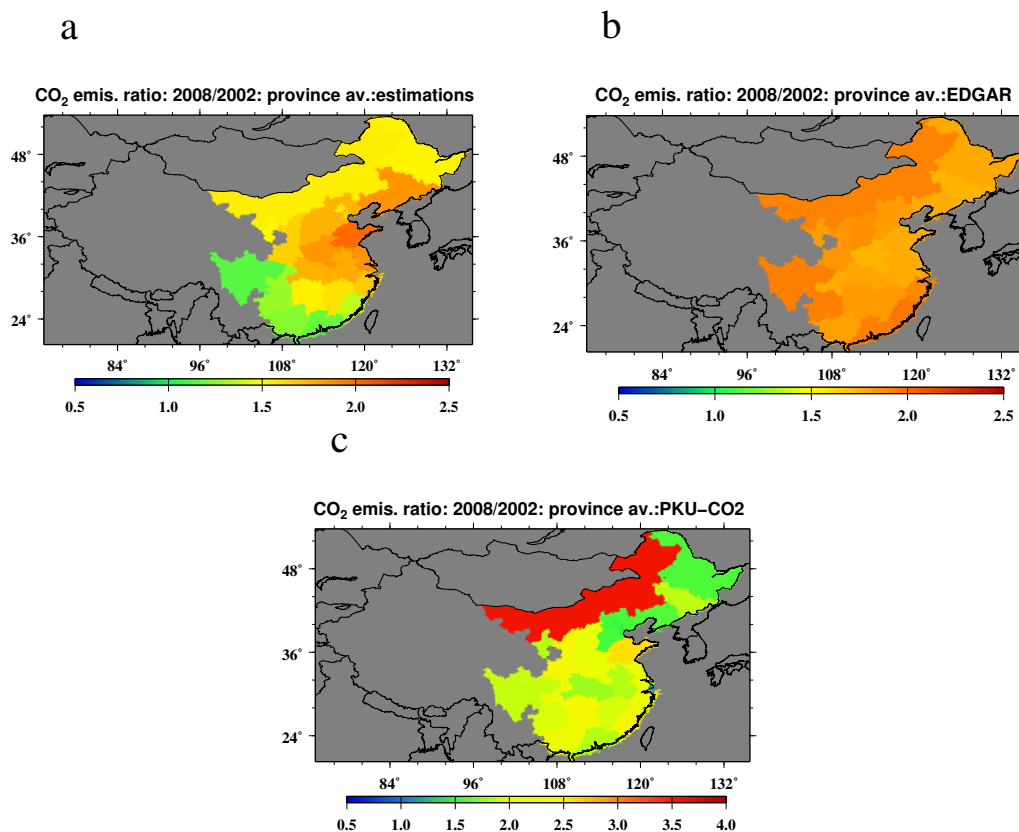 a
b
CO2 emis. ratio: 2008/2002: province av.:estimations
48˚
36˚
24˚
84˚ 96˚ 108 120˚ 132˚
0.5 1.0 1.5 2.0 2.5
CO2 emis. ratio: 2008/2002: province av.:EDGAR
48˚
36˚
24˚
84˚ 96˚ 108 120˚ 132˚
0.5 1.0 1.5 2.0 2.5
c
CO2 emis. ratio: 2008/2002: province av.:PKU−CO2
48˚
36˚
24˚
84˚ 96˚ 108 120˚ 132˚
0.5 1.0 1.5 2.0 2.5 3.0 3.5 4.0